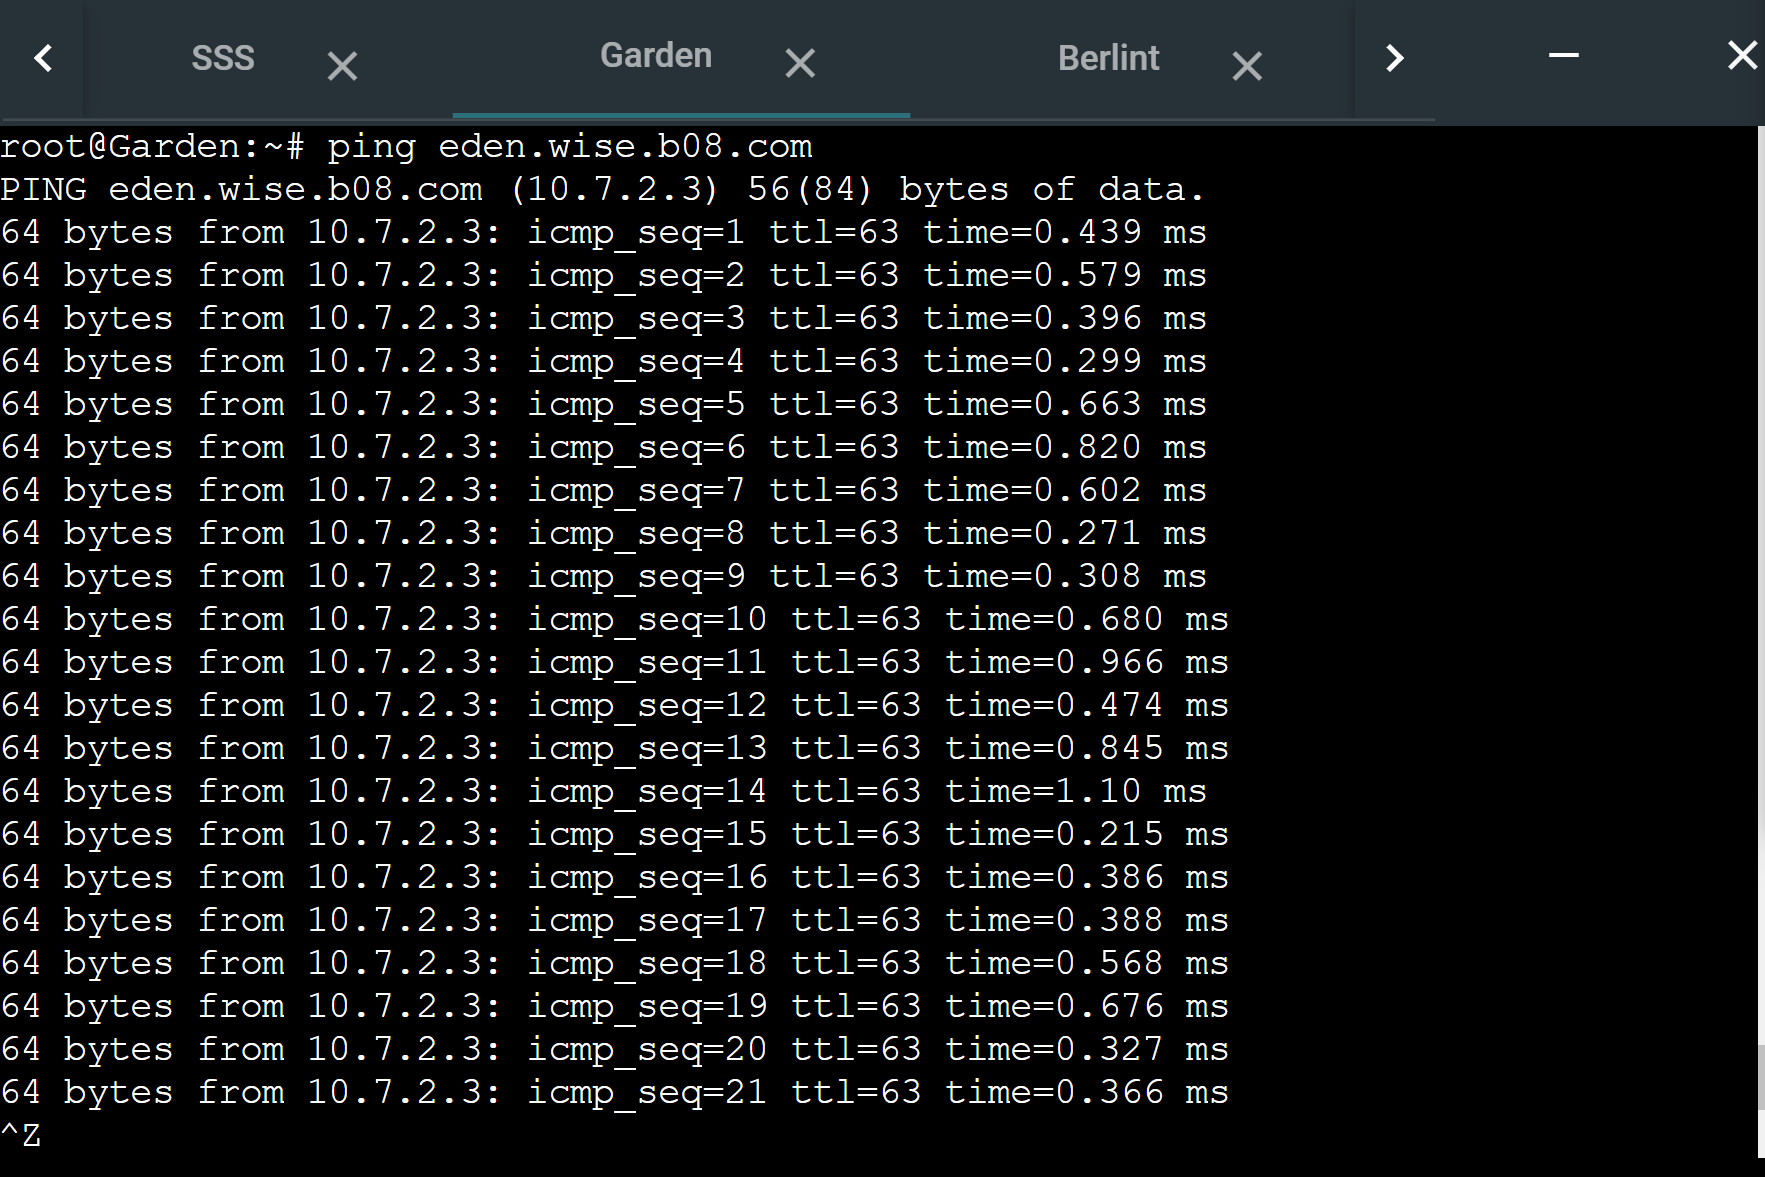 SSS Garden Berlint
root@Garden:~# ping eden.wise.b08.com
PING eden.wise.b08.com (10.7.2.3) 56(84) bytes of data.
64 bytes from 10.7.2.3: icmp_seq=1 ttl=63 time=0.439 ms
64 bytes from 10.7.2.3: icmp_seq=2 ttl=63 time=0.579 ms
64 bytes from 10.7.2.3: icmp_seq=3 ttl=63 time=0.396 ms
64 bytes from 10.7.2.3: icmp_seq=4 ttl=63 time=0.299 ms
64 bytes from 10.7.2.3: icmp_seq=5 ttl=63 time=0.663 ms
64 bytes from 10.7.2.3: icmp_seq=6 ttl=63 time=0.820 ms
64 bytes from 10.7.2.3: icmp_seq=7 ttl=63 time=0.602 ms
64 bytes from 10.7.2.3: icmp_seq=8 ttl=63 time=0.271 ms
64 bytes from 10.7.2.3: icmp_seq=9 ttl=63 time=0.308 ms
64 bytes from 10.7.2.3: icmp_seq=10 ttl=63 time=0.680 ms
64 bytes from 10.7.2.3: icmp_seq=11 ttl=63 time=0.966 ms
64 bytes from 10.7.2.3: icmp_seq=12 ttl=63 time=0.474 ms
64 bytes from 10.7.2.3: icmp_seq=13 ttl=63 time=0.845 ms
64 bytes from 10.7.2.3: icmp_seq=14 ttl=63 time=1.10 ms
64 bytes from 10.7.2.3: icmp_seq=15 ttl=63 time=0.215 ms
64 bytes from 10.7.2.3: icmp_seq=16 ttl=63 time=0.386 ms
64 bytes from 10.7.2.3: icmp_seq=17 ttl=63 time=0.388 ms
64 bytes from 10.7.2.3: icmp_seq=18 ttl=63 time=0.568 ms
64 bytes from 10.7.2.3: icmp_seq=19 ttl=63 time=0.676 ms
64 bytes from 10.7.2.3: icmp_seq=20 ttl=63 time=0.327 ms
64 bytes from 10.7.2.3: icmp_seq=21 ttl=63 time=0.366 ms
^Z